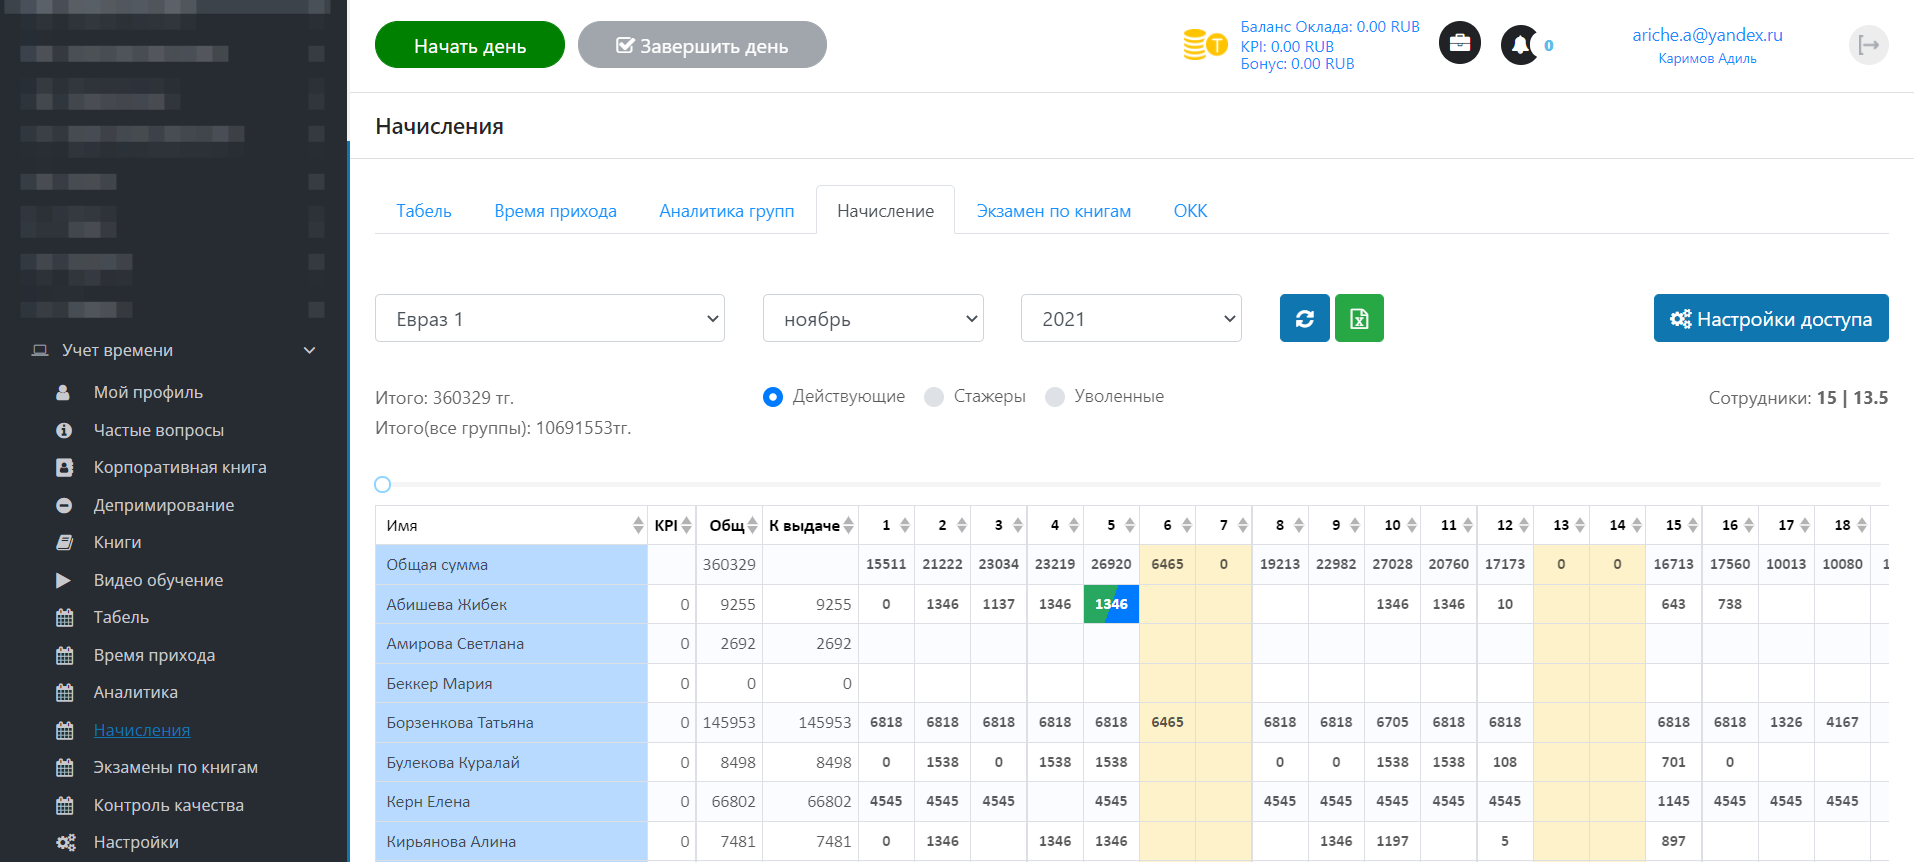 Начать день
Завершить день
Баланс Оклада: 0.00 RUB
KPI: 0.00 RUB
Бонус: 0.00 RUB
0
ariche.a@yandex.ru
Каримов Адиль
Начисления
Табель Время прихода Аналитика групп Начисление Экзамен по книгам ОКК
Евраз 1 ноябрь 2021 Настройки доступа
Итого: 360329 тг.
Итого(все группы): 10691553тг.
Действующие Стажеры Уволенные
Сотрудники: 15 | 13.5
Учет времени
Мой профиль
Частые вопросы
Корпоративная книга
Депримирование
Книги
Видео обучение
Табель
Время прихода
Аналитика
Начисления
Экзамены по книгам
Контроль качества
Настройки
Имя KPI Общ К выдаче 1 2 3 4 5 6 7 8 9 10 11 12 13 14 15 16 17 18
Общая сумма 360329 15511 21222 23034 23219 26920 6465 0 19213 22982 27028 20760 17173 0 0 16713 17560 10013 10080 1
Абишева Жибек 0 9255 9255 0 1346 1137 1346 1346 1346 1346 10 643 738
Амирова Светлана 0 2692 2692
Беккер Мария 0 0 0
Борзенкова Татьяна 0 145953 145953 6818 6818 6818 6818 6818 6465 6818 6818 6705 6818 6818 6818 6818 1326 4167
Булекова Куралай 0 8498 8498 0 1538 0 1538 1538 0 0 1538 1538 108 701 0
Керн Елена 0 66802 66802 4545 4545 4545 4545 4545 4545 4545 4545 4545 1145 4545 4545 4545
Кирьянова Алина 0 7481 7481 0 1346 1346 1346 1346 1197 5 897